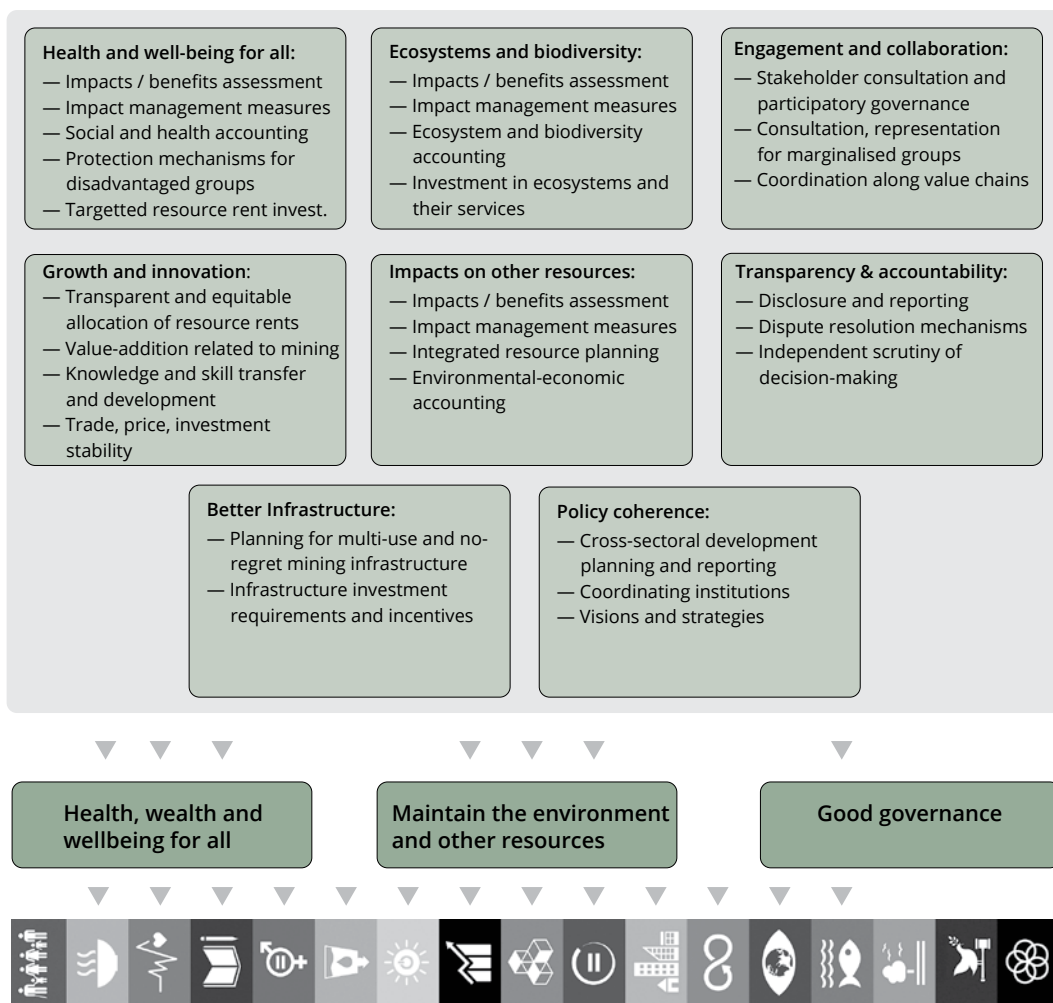 Health and well-being for all:
— Impacts / benefits assessment
— Impact management measures
— Social and health accounting
— Protection mechanisms for
disadvantaged groups
— Targetted resource rent invest.
Ecosystems and biodiversity:
— Impacts / benefits assessment
— Impact management measures
— Ecosystem and biodiversity
accounting
— Investment in ecosystems and
their services
Engagement and collaboration:
— Stakeholder consultation and
participatory governance
— Consultation, representation
for marginalised groups
— Coordination along value chains
Growth and innovation:
— Transparent and equitable
allocation of resource rents
— Value-addition related to mining
— Knowledge and skill transfer
and development
— Trade, price, investment
stability
Impacts on other resources:
— Impacts / benefits assessment
— Impact management measures
— Integrated resource planning
— Environmental-economic
accounting
Transparency & accountability:
— Disclosure and reporting
— Dispute resolution mechanisms
— Independent scrutiny of
decision-making
Better Infrastructure:
— Planning for multi-use and no-
regret mining infrastructure
— Infrastructure investment
requirements and incentives
Policy coherence:
— Cross-sectoral development
planning and reporting
— Coordinating institutions
— Visions and strategies
Health, wealth and
wellbeing for all
Maintain the environment
and other resources
Good governance